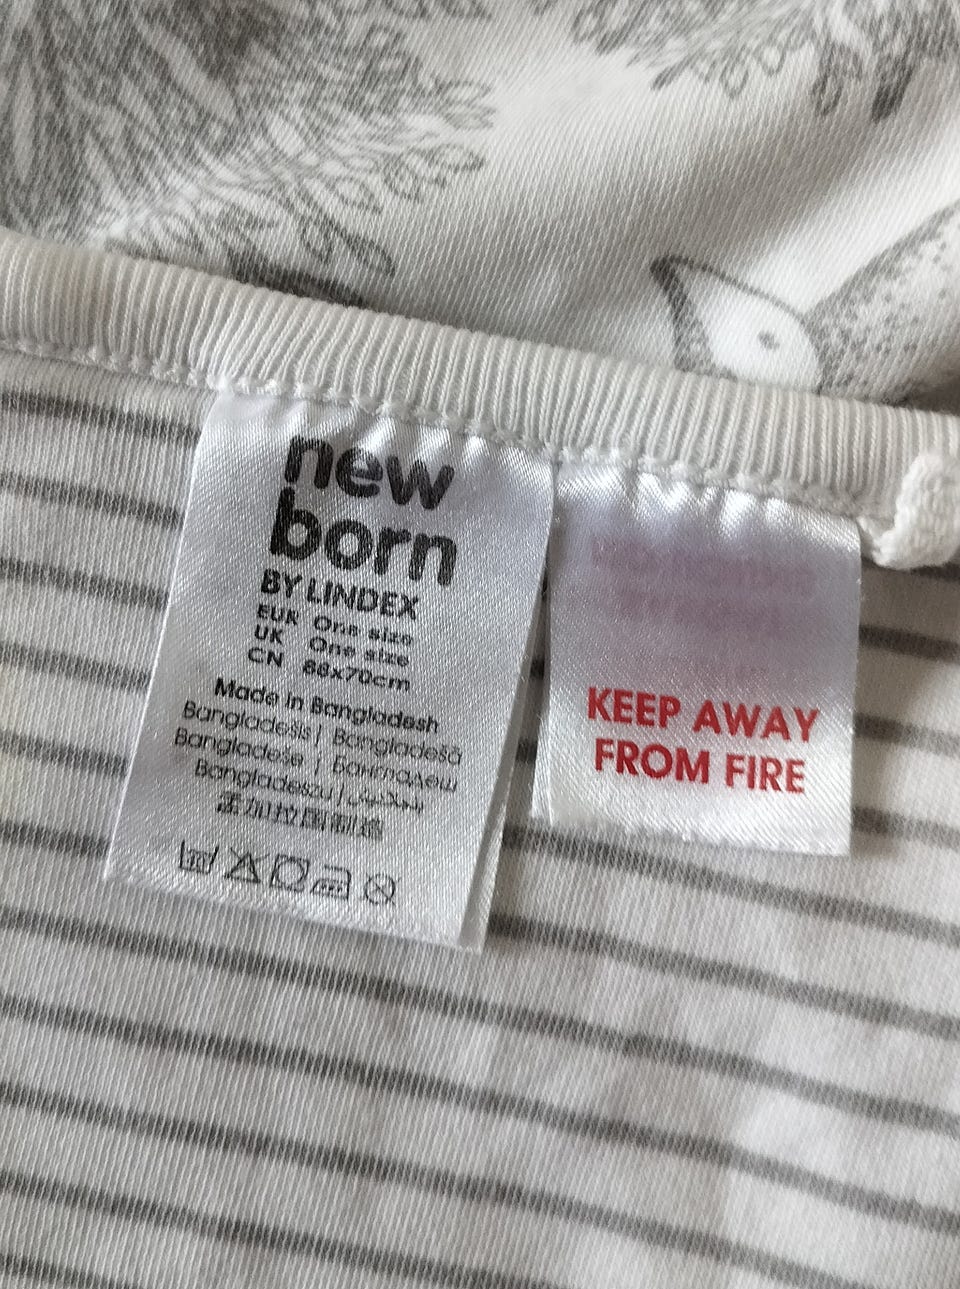 new
born
BY LINDEX
EUR One size
UK One size
CN 88x70cm
Made in Bangladesh
Bangladešis | Bangladešā
Bangladeše | Бангладеш
Bangladeszu | بنجلاديش
孟加拉国制造
KEEP AWAY
FROM FIRE